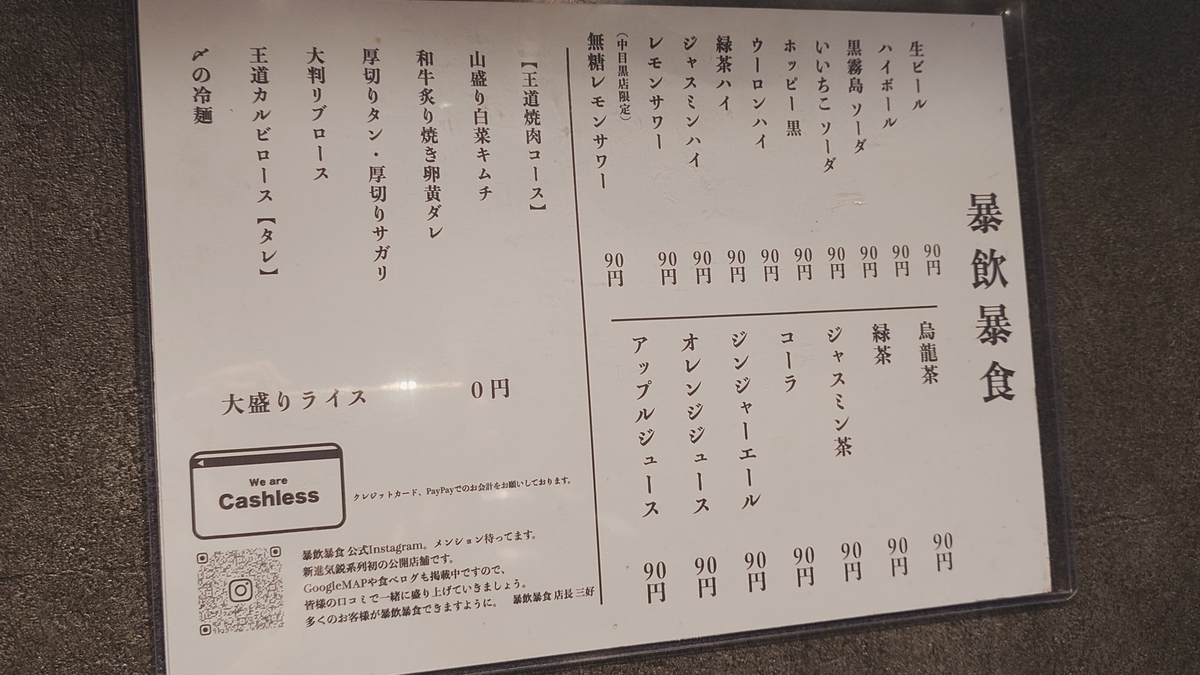 暴飲暴食
生ビール 90円
ハイボール 90円
黒霧島 ソーダ 90円
いいちこ ソーダ 90円
ホッピー 黒 90円
ウーロンハイ 90円
緑茶ハイ 90円
ジャスミンハイ 90円
レモンサワー 90円
(中目黒店限定)
無糖レモンサワー 90円
烏龍茶 90円
緑茶 90円
ジャスミン茶 90円
コーラ 90円
ジンジャーエール 90円
オレンジジュース 90円
アップルジュース 90円
【王道焼肉コース】
山盛り白菜キムチ
和牛炙り焼き卵黄ダレ
厚切りタン・厚切りサガリ
大判リブロース
王道カルビロース【タレ】
〆の冷麺
大盛りライス 0円
We are
Cashless
クレジットカード、PayPayでのお会計をお願いしております。
暴飲暴食 公式Instagram。メンション待ってます。
新進気鋭系列初の公開店舗です。
GoogleMAPや食べログも掲載中ですので、
皆様の口コミで一緒に盛り上げていきましょう。
多くのお客様が暴飲暴食できますように。 暴飲暴食 店長 三好